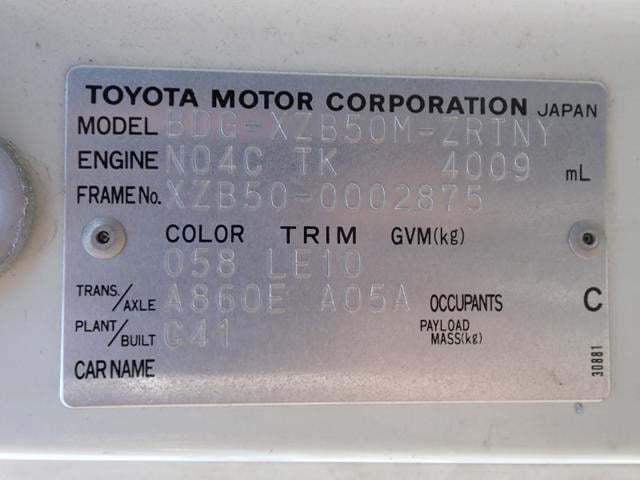 TOYOTA MOTOR CORPORATION JAPAN
MODEL BDG-XZB50M-ZRTNY
ENGINE N04C TK 4009 mL
FRAME No. XZB50-0002875
COLOR TRIM GVM(kg)
058 LE10
TRANS./AXLE A860E A05A OCCUPANTS C
PLANT/BUILT C41 PAYLOAD MASS(kg)
CAR NAME
30881